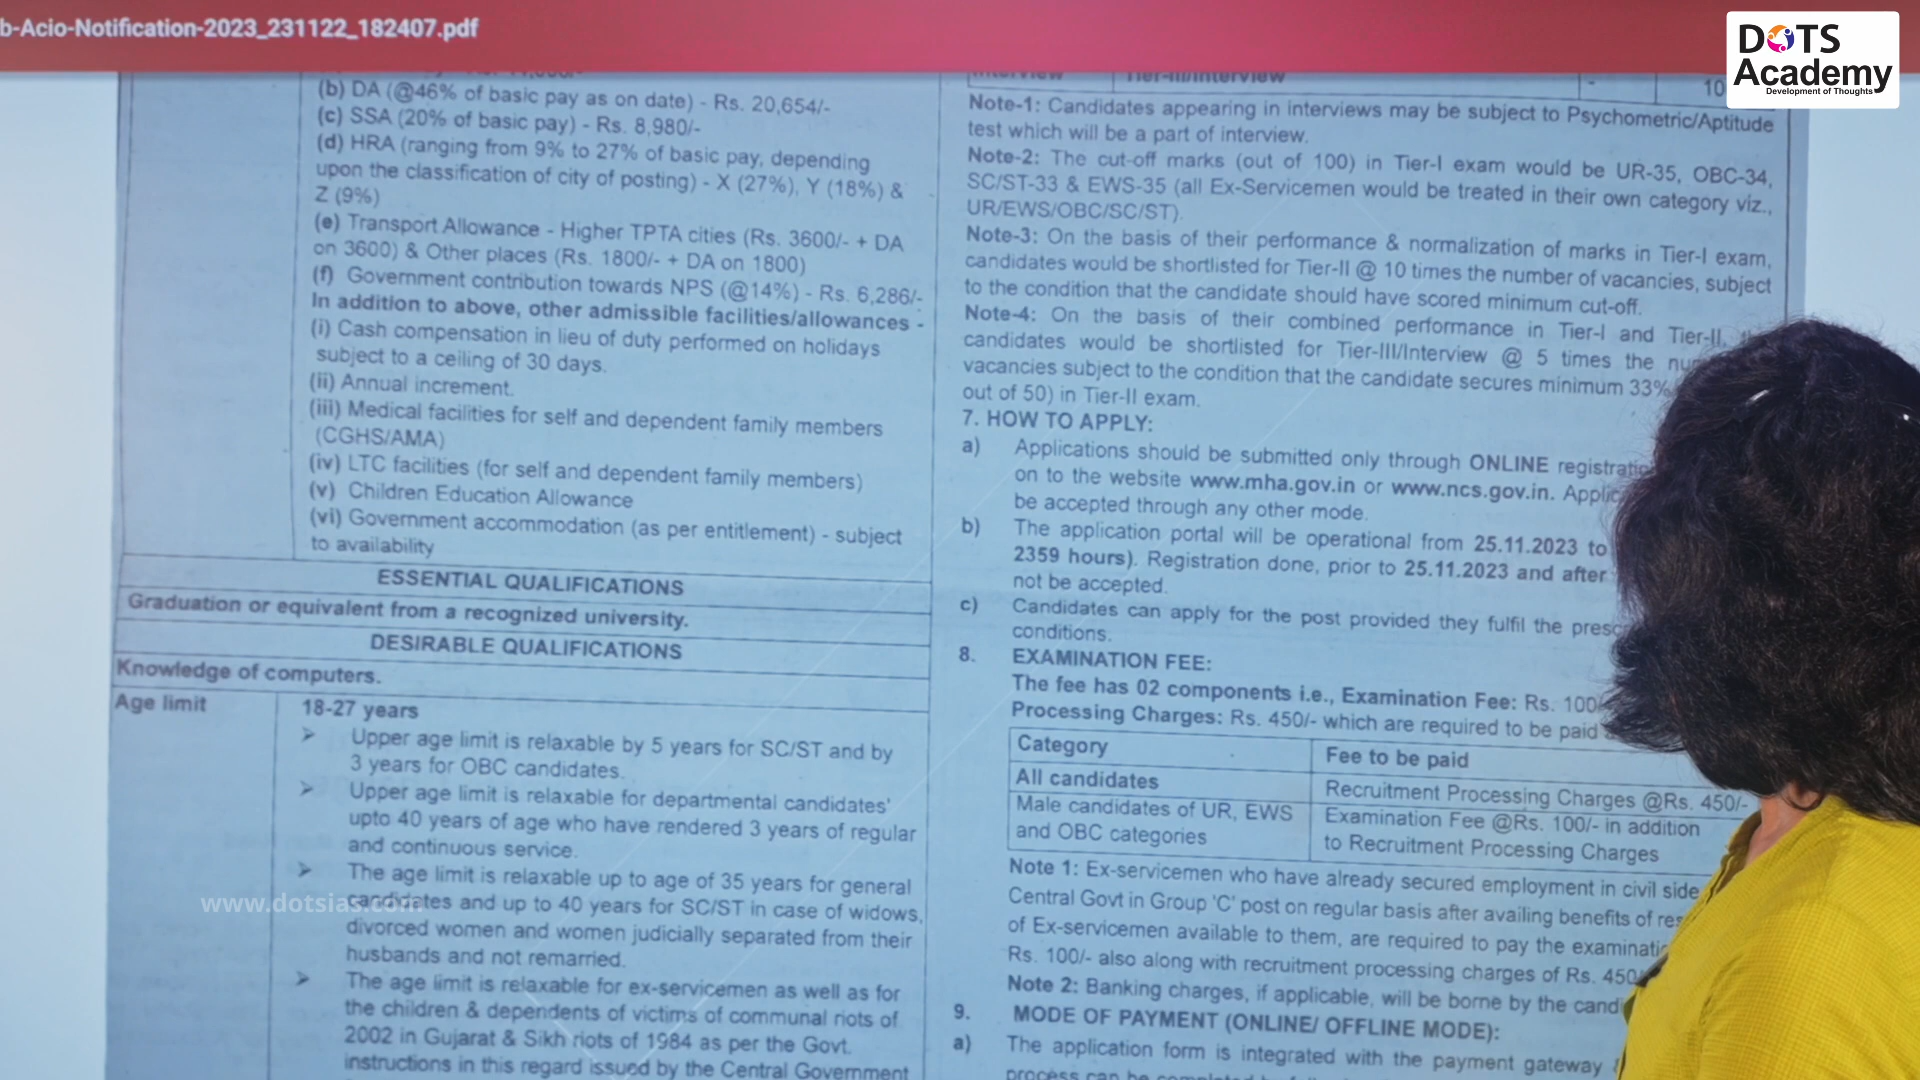 b-Acio-Notification-2023_231122_182407.pdf
DOTS
Academy
Development of Thoughts
(b) DA (@46% of basic pay as on date) - Rs. 20,654/-
(c) SSA (20% of basic pay) - Rs. 8,980/-
(d) HRA (ranging from 9% to 27% of basic pay, depending
upon the classification of city of posting) - X (27%), Y (18%) &
Z (9%)
(e) Transport Allowance - Higher TPTA cities (Rs. 3600/- + DA
on 3600) & Other places (Rs. 1800/- + DA on 1800)
(f) Government contribution towards NPS (@14%) - Rs. 6,286/-
In addition to above, other admissible facilities/allowances -
(i) Cash compensation in lieu of duty performed on holidays
subject to a ceiling of 30 days.
(ii) Annual increment.
(iii) Medical facilities for self and dependent family members
(CGHS/AMA)
(iv) LTC facilities (for self and dependent family members)
(v) Children Education Allowance
(vi) Government accommodation (as per entitlement) - subject
to availability
ESSENTIAL QUALIFICATIONS
Graduation or equivalent from a recognized university.
DESIRABLE QUALIFICATIONS
Knowledge of computers.
Age limit
18-27 years
➤ Upper age limit is relaxable by 5 years for SC/ST and by
3 years for OBC candidates.
➤ Upper age limit is relaxable for departmental candidates'
upto 40 years of age who have rendered 3 years of regular
and continuous service.
➤ The age limit is relaxable up to age of 35 years for general
candidates and up to 40 years for SC/ST in case of widows,
divorced women and women judicially separated from their
husbands and not remarried.
➤ The age limit is relaxable for ex-servicemen as well as for
the children & dependents of victims of communal riots of
2002 in Gujarat & Sikh riots of 1984 as per the Govt.
instructions in this regard issued by the Central Government
www.dotsias.com
Interview Tier-III/Interview - 10
Note-1: Candidates appearing in interviews may be subject to Psychometric/Aptitude
test which will be a part of interview.
Note-2: The cut-off marks (out of 100) in Tier-I exam would be UR-35, OBC-34,
SC/ST-33 & EWS-35 (all Ex-Servicemen would be treated in their own category viz.,
UR/EWS/OBC/SC/ST).
Note-3: On the basis of their performance & normalization of marks in Tier-I exam,
candidates would be shortlisted for Tier-II @ 10 times the number of vacancies, subject
to the condition that the candidate should have scored minimum cut-off.
Note-4: On the basis of their combined performance in Tier-I and Tier-II,
candidates would be shortlisted for Tier-III/Interview @ 5 times the
vacancies subject to the condition that the candidate secures minimum 33%
out of 50) in Tier-II exam.
7. HOW TO APPLY:
a) Applications should be submitted only through ONLINE
on to the website www.mha.gov.in or www.ncs.gov.in.
be accepted through any other mode.
b) The application portal will be operational from 25.11.2023 to
2359 hours). Registration done, prior to 25.11.2023 and after
not be accepted.
c) Candidates can apply for the post provided they fulfil the
conditions.
8. EXAMINATION FEE:
The fee has 02 components i.e., Examination Fee: Rs. 100/-
Processing Charges: Rs. 450/- which are required to be paid
Category Fee to be paid
All candidates Recruitment Processing Charges @Rs. 450/-
Male candidates of UR, EWS Examination Fee @Rs. 100/- in addition
and OBC categories to Recruitment Processing Charges
Note 1: Ex-servicemen who have already secured employment in civil side
Central Govt in Group 'C' post on regular basis after availing benefits of
of Ex-servicemen available to them, are required to pay the
Rs. 100/- also along with recruitment processing charges of Rs. 450/
Note 2: Banking charges, if applicable, will be borne by the
9. MODE OF PAYMENT (ONLINE/ OFFLINE MODE):
a) The application form is integrated with the payment gateway
process can be